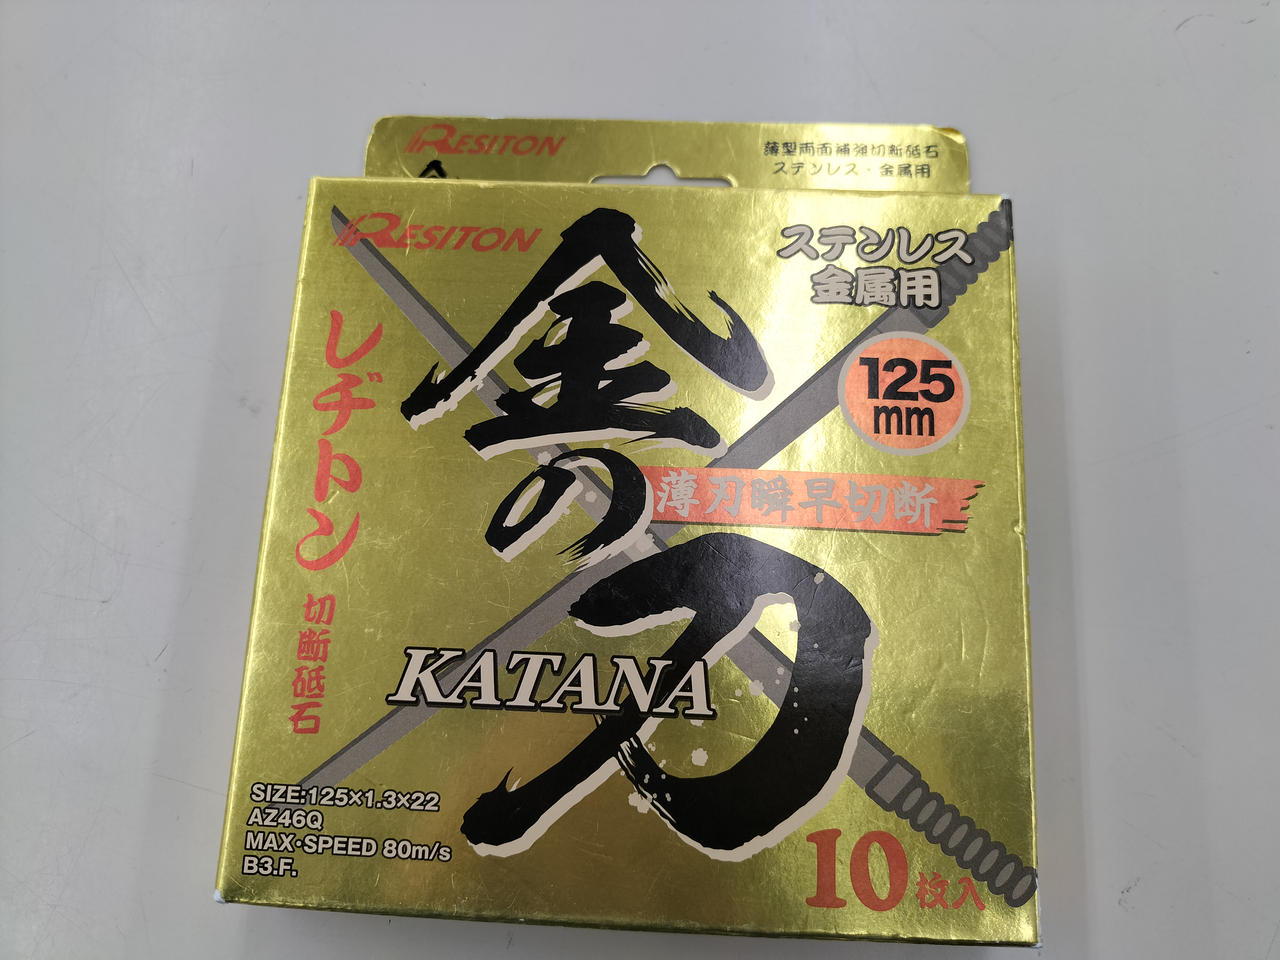 RESITON
薄型両面補強切断砥石
ステンレス・金属用
RESITON
ステンレス
金属用
125
mm
金の刀
薄刃瞬早切断
レヂトン
切断砥石
KATANA
SIZE:125×1.3×22
AZ46Q
MAX・SPEED 80m/s
B3.F.
10枚入